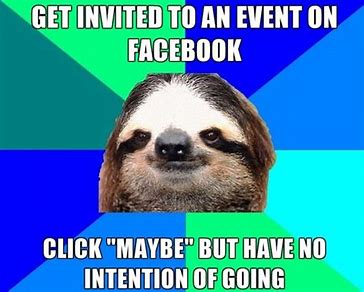 GET INVITED TO AN EVENT ON
FACEBOOK
CLICK "MAYBE" BUT HAVE NO
INTENTION OF GOING